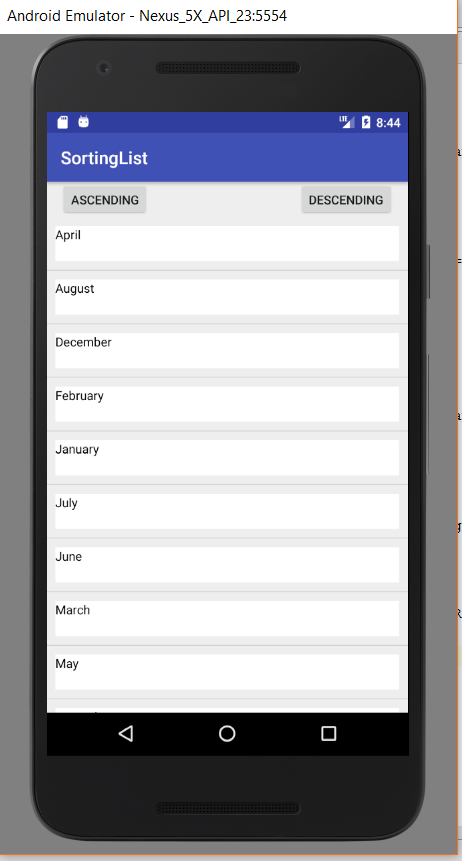 Android Emulator - Nexus_5X_API_23:5554
LTE 8:44
SortingList
ASCENDING DESCENDING
April
August
December
February
January
July
June
March
May